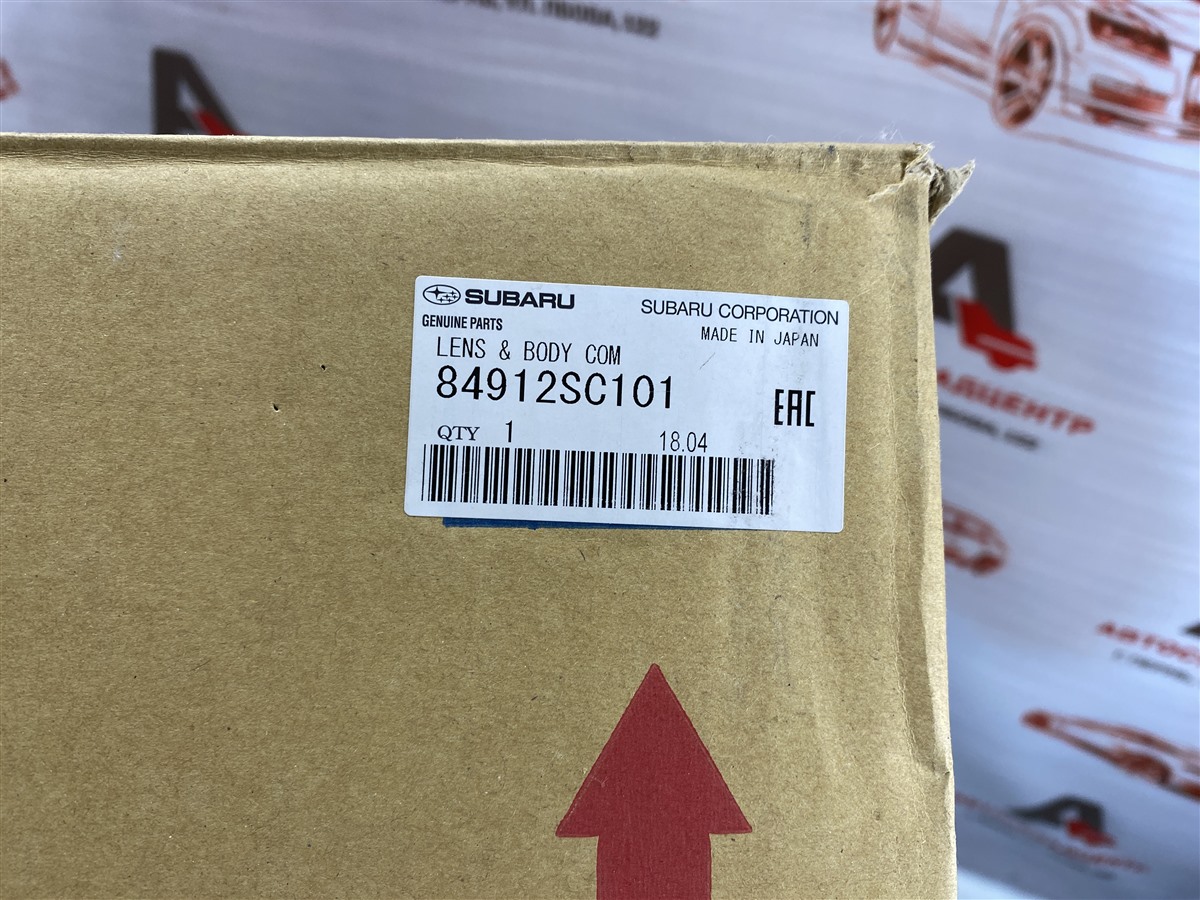 SUBARU
SUBARU CORPORATION
GENUINE PARTS
MADE IN JAPAN
LENS & BODY COM
84912SC101
EAC
QTY 1
18.04